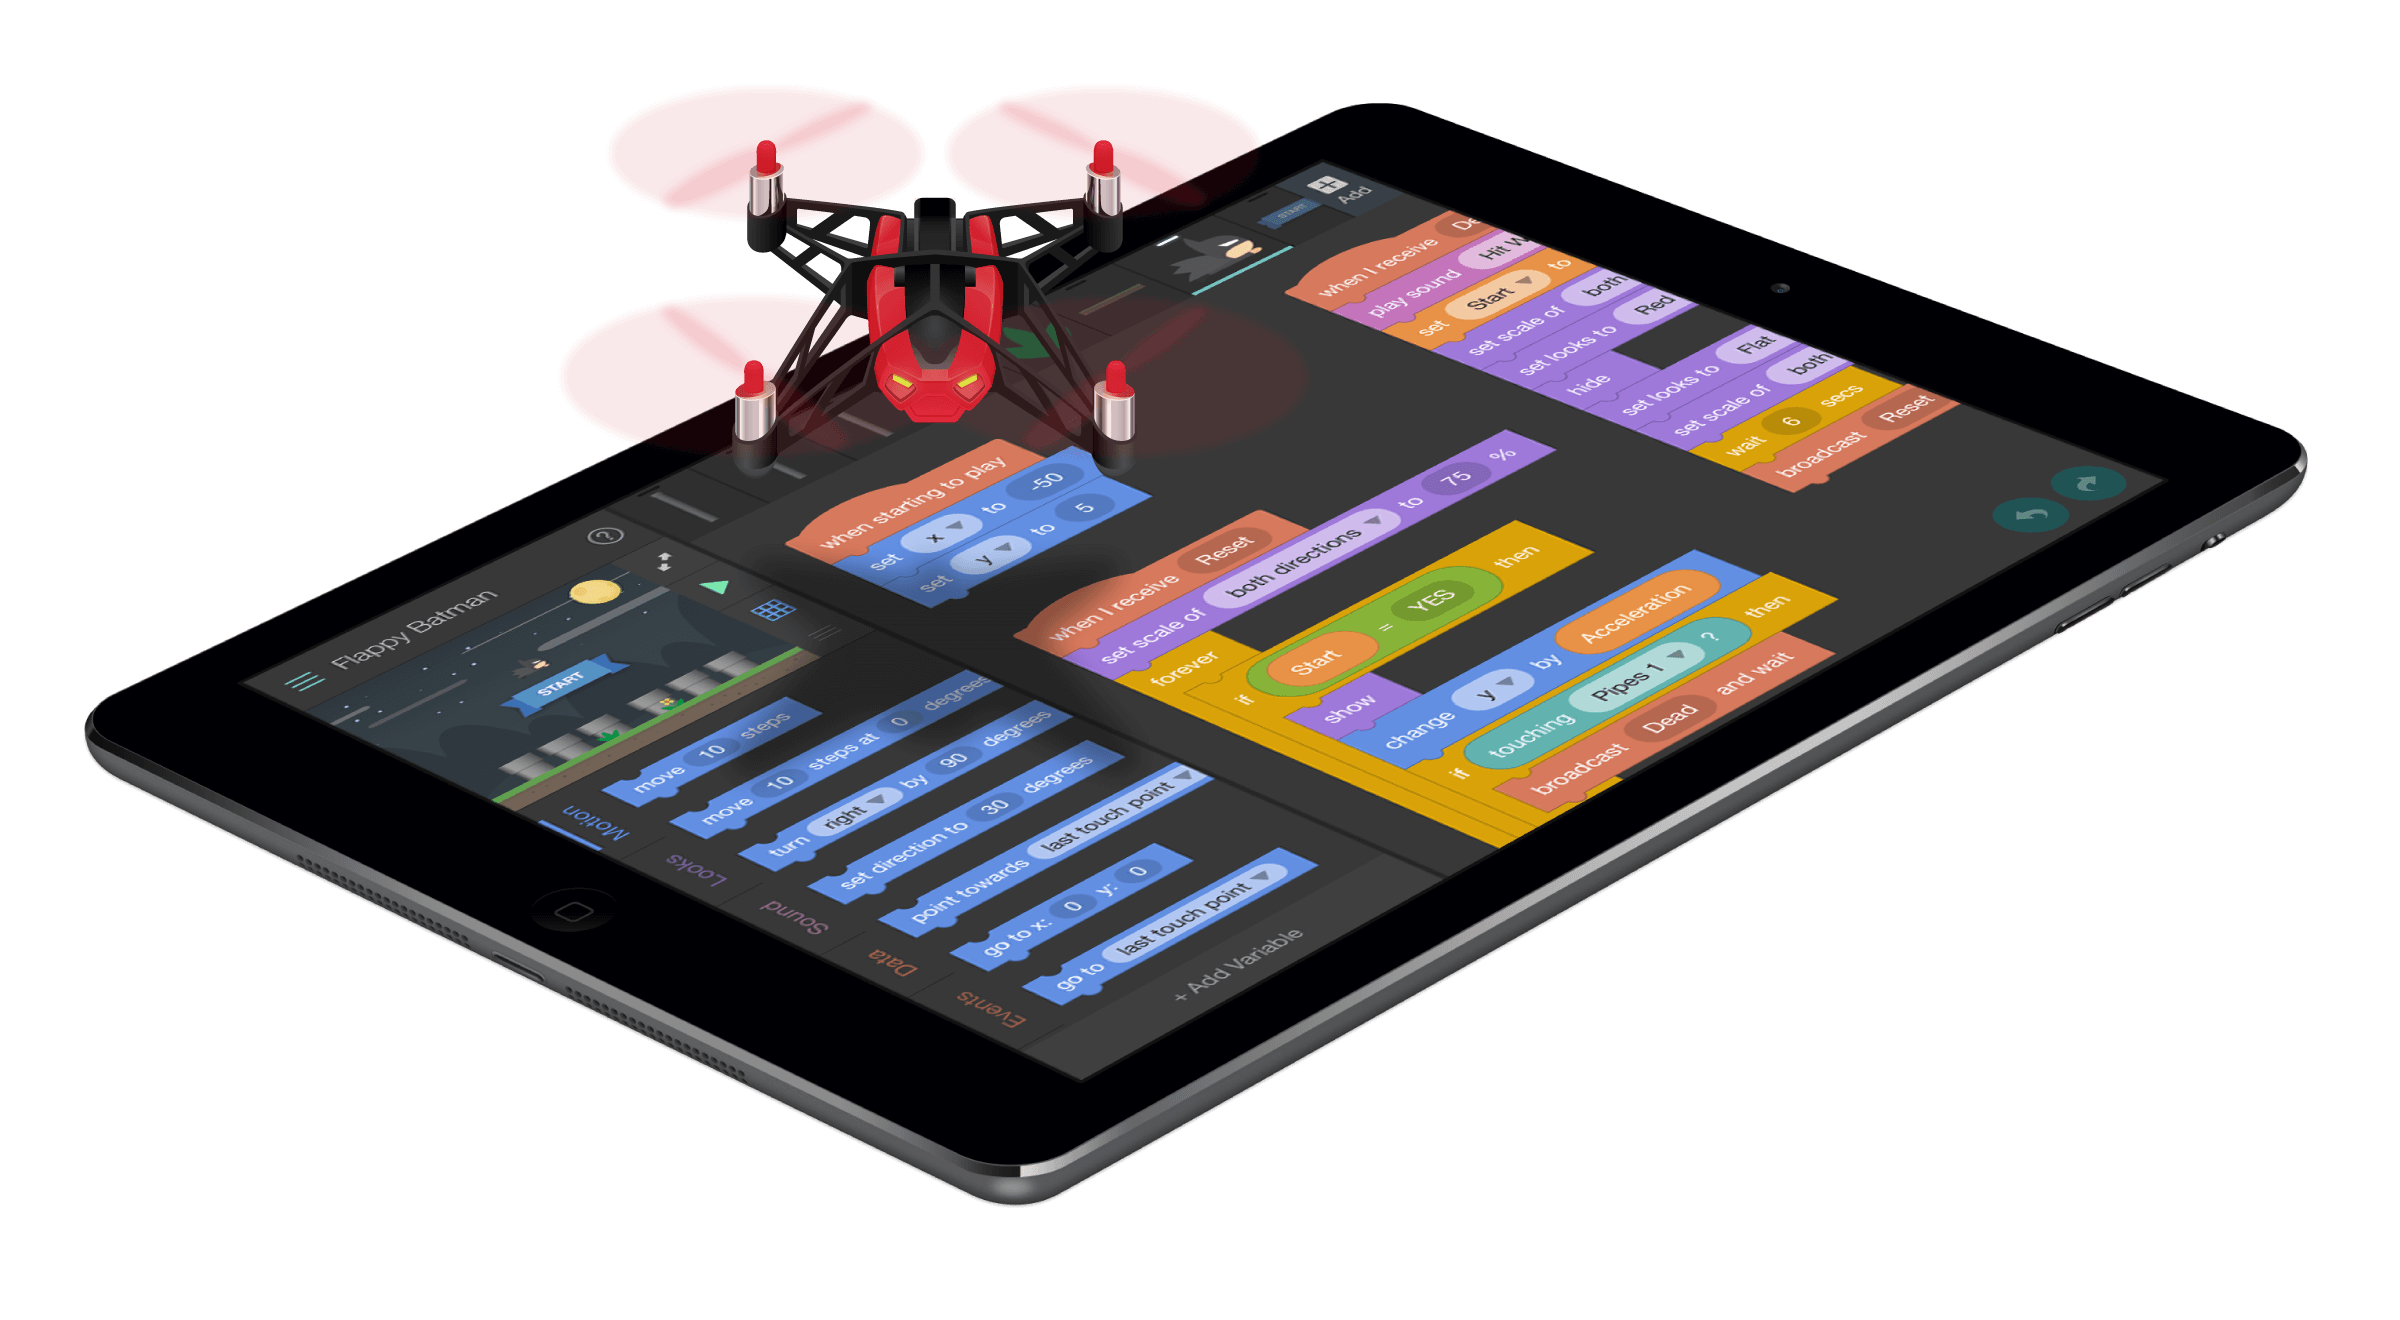 Flappy Batman
?
START
Motion
Looks
Sound
Data
Events
move 10 steps
move 10 steps at 0 degrees
turn right by 90 degrees
set direction to 30 degrees
point towards last touch point
go to x: 0 y: 0
go to last touch point
+ Add Variable
START
Add
when starting to play
set x to -50
set y to 5
when I receive Reset
set scale of both directions to 75 %
forever
if Start = YES then
show
change y by Acceleration
if touching Pipes 1 ? then
broadcast Dead and wait
when I receive
play sound Hit
set Start to
set scale of both
set looks to Red
hide
set looks to Flat
set scale of both
wait 6 secs
broadcast Reset